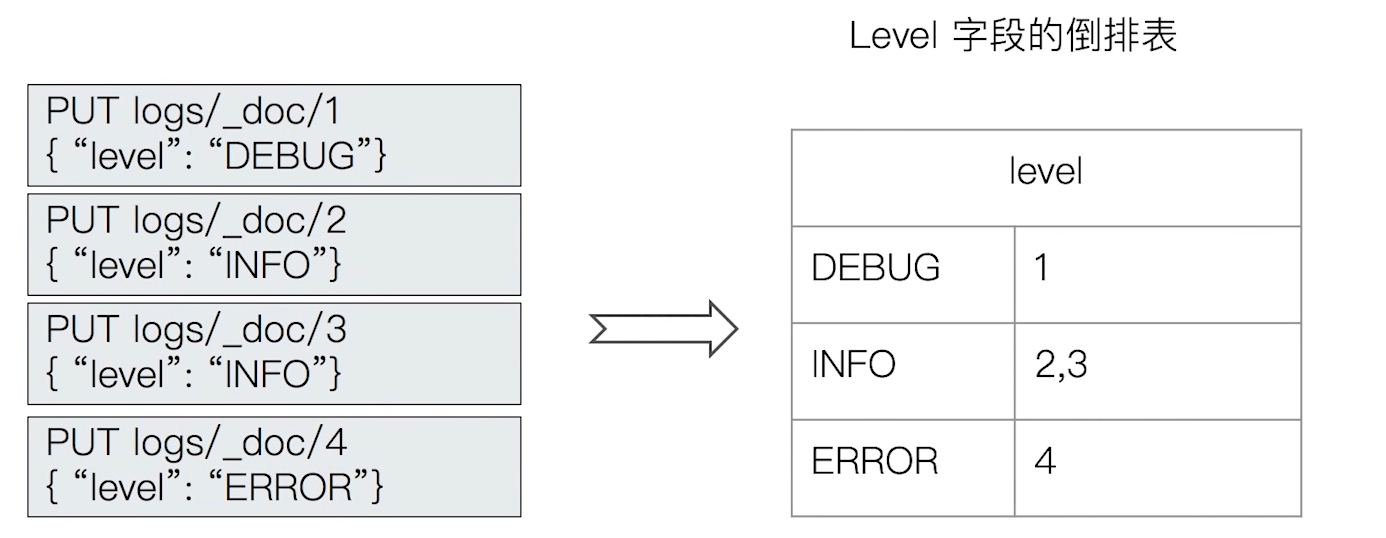 Level 字段的倒排表
PUT logs/_doc/1
{ “level”: “DEBUG”}
PUT logs/_doc/2
{ “level”: “INFO”}
PUT logs/_doc/3
{ “level”: “INFO”}
PUT logs/_doc/4
{ “level”: “ERROR”}
level
DEBUG 1
INFO 2,3
ERROR 4